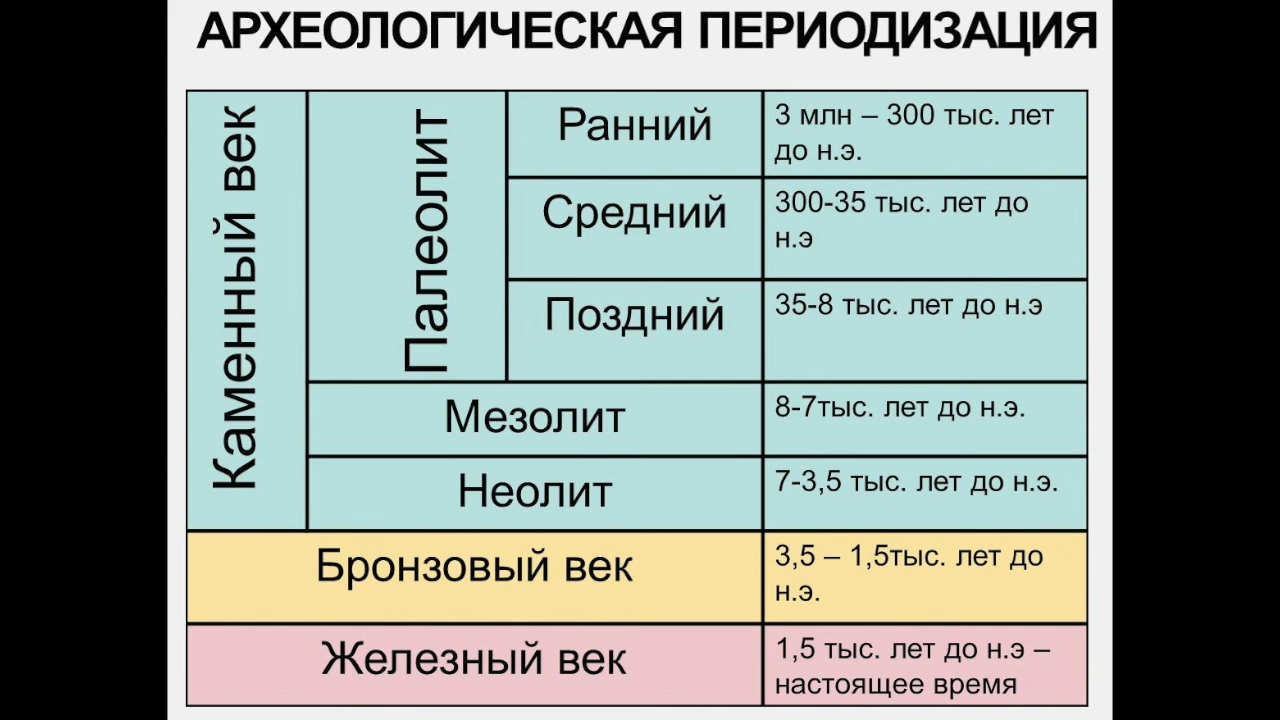 АРХЕОЛОГИЧЕСКАЯ ПЕРИОДИЗАЦИЯ
Каменный век
Палеолит
Ранний
3 млн – 300 тыс. лет
до н.э.
Средний
300-35 тыс. лет до
н.э
Поздний
35-8 тыс. лет до н.э
Мезолит
8-7тыс. лет до н.э.
Неолит
7-3,5 тыс. лет до н.э.
Бронзовый век
3,5 – 1,5тыс. лет до
н.э.
Железный век
1,5 тыс. лет до н.э –
настоящее время